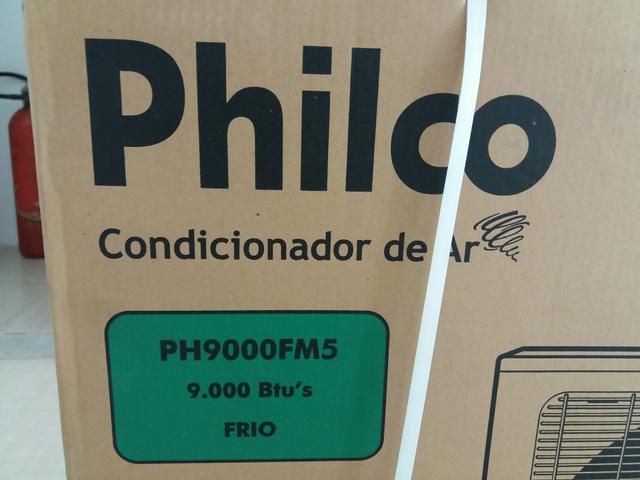 Philco
Condicionador de Ar
PH9000FM5
9.000 Btu's
FRIO